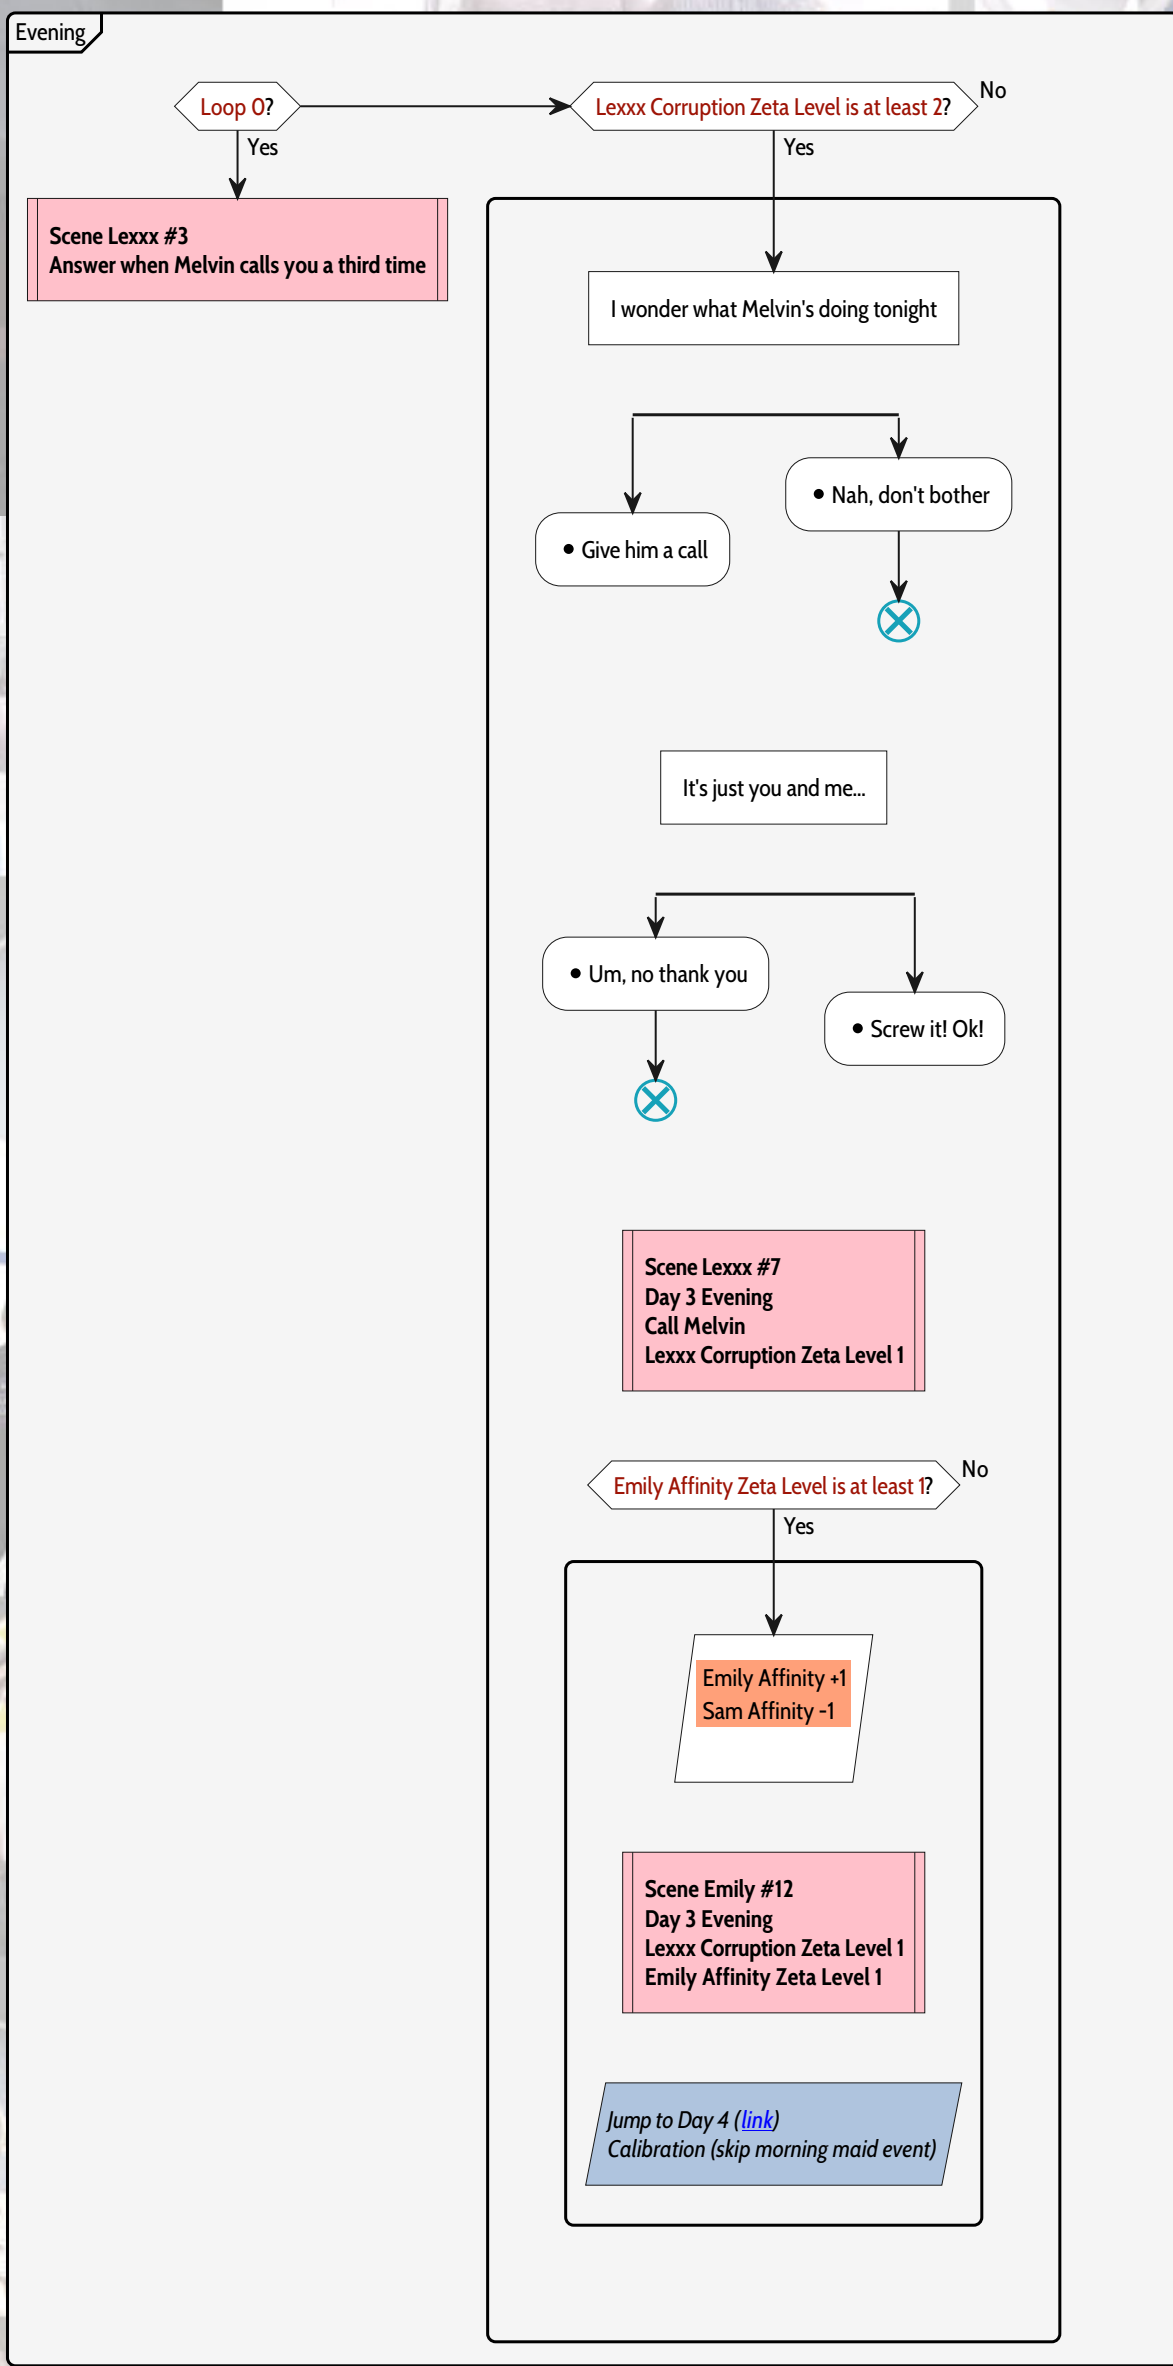 Evening
Loop 0?
Yes
Lexxx Corruption Zeta Level is at least 2?
No
Yes
Scene Lexxx #3
Answer when Melvin calls you a third time
I wonder what Melvin's doing tonight
• Nah, don't bother
• Give him a call
It's just you and me...
• Um, no thank you
• Screw it! Ok!
Scene Lexxx #7
Day 3 Evening
Call Melvin
Lexxx Corruption Zeta Level 1
Emily Affinity Zeta Level is at least 1?
No
Yes
Emily Affinity +1
Sam Affinity -1
Scene Emily #12
Day 3 Evening
Lexxx Corruption Zeta Level 1
Emily Affinity Zeta Level 1
Jump to Day 4 (link)
Calibration (skip morning maid event)